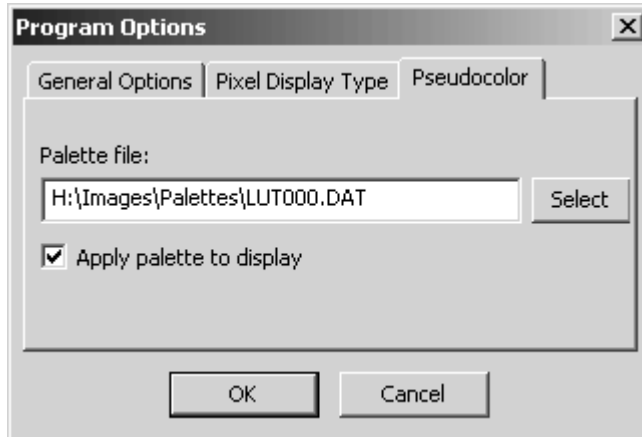 Program Options
General Options Pixel Display Type Pseudocolor
Palette file:
H:\Images\Palettes\LUT000.DAT Select
Apply palette to display
OK Cancel